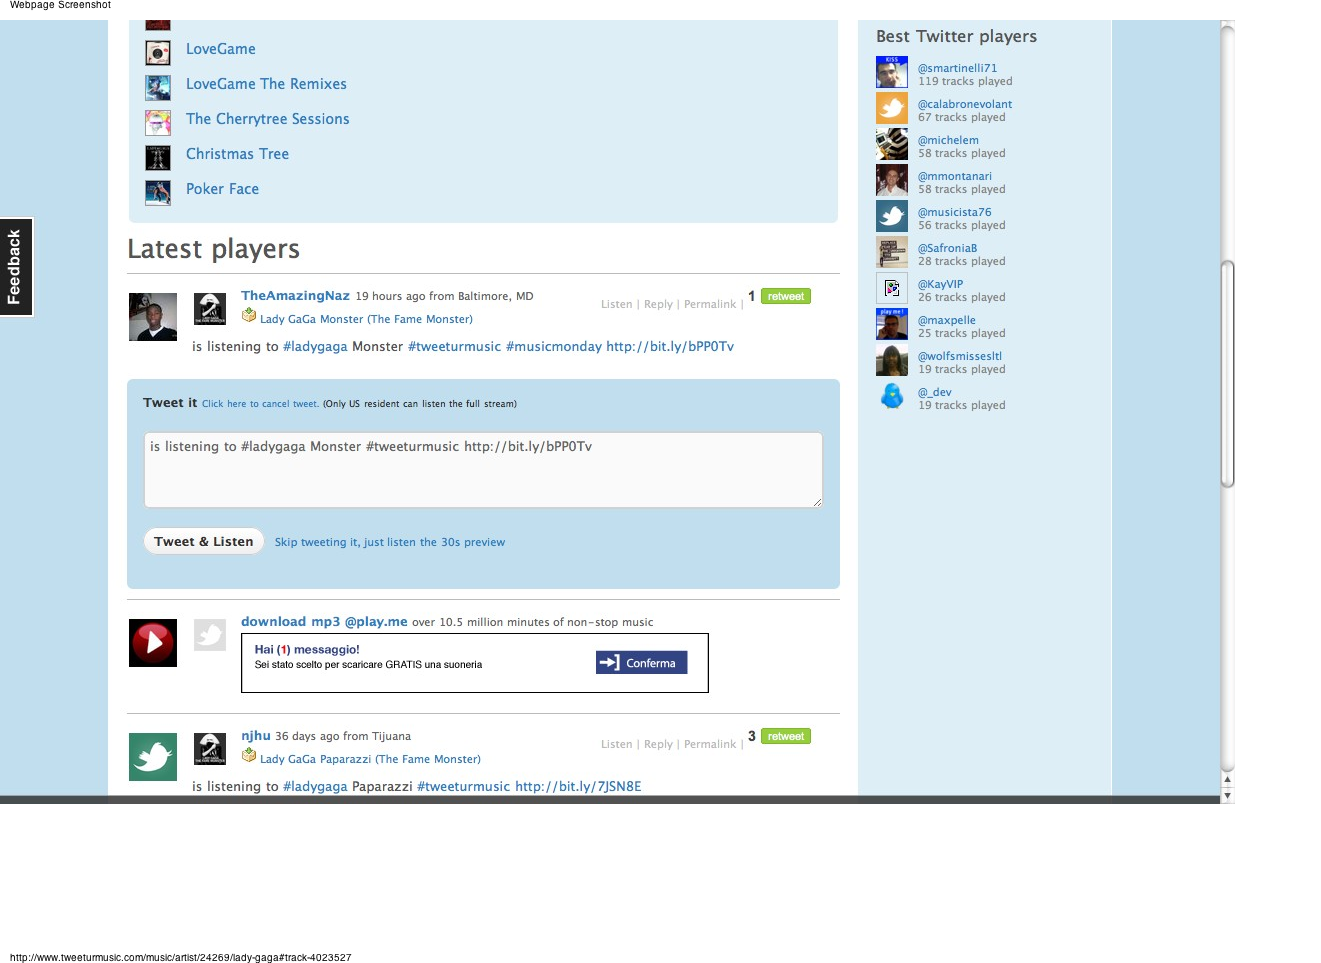 Webpage Screenshot
LoveGame
LoveGame The Remixes
The Cherrytree Sessions
Christmas Tree
Poker Face
Feedback
Latest players
TheAmazingNaz 19 hours ago from Baltimore, MD
Listen | Reply | Permalink | 1 retweet
Lady GaGa Monster (The Fame Monster)
is listening to #ladygaga Monster #tweeturmusic #musicmonday http://bit.ly/bPP0Tv
Tweet it Click here to cancel tweet. (Only US resident can listen the full stream)
is listening to #ladygaga Monster #tweeturmusic http://bit.ly/bPP0Tv
Tweet & Listen Skip tweeting it, just listen the 30s preview
download mp3 @play.me over 10.5 million minutes of non-stop music
Hai (1) messaggio!
Sei stato scelto per scaricare GRATIS una suoneria
Conferma
njhu 36 days ago from Tijuana
Listen | Reply | Permalink | 3 retweet
Lady GaGa Paparazzi (The Fame Monster)
is listening to #ladygaga Paparazzi #tweeturmusic http://bit.ly/7JSN8E
Best Twitter players
KISS
@smartinelli71
119 tracks played
@calabronevolant
67 tracks played
@michelem
58 tracks played
@mmontanari
58 tracks played
@musicista76
56 tracks played
@SafroniaB
28 tracks played
@KayVIP
26 tracks played
play me !
@maxpelle
25 tracks played
@wolfsmissesltl
19 tracks played
@_dev
19 tracks played
http://www.tweeturmusic.com/music/artist/24269/lady-gaga#track-4023527